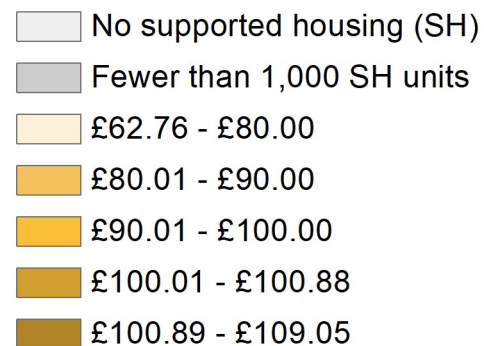 No supported housing (SH)
Fewer than 1,000 SH units
£62.76 - £80.00
£80.01 - £90.00
£90.01 - £100.00
£100.01 - £100.88
£100.89 - £109.05